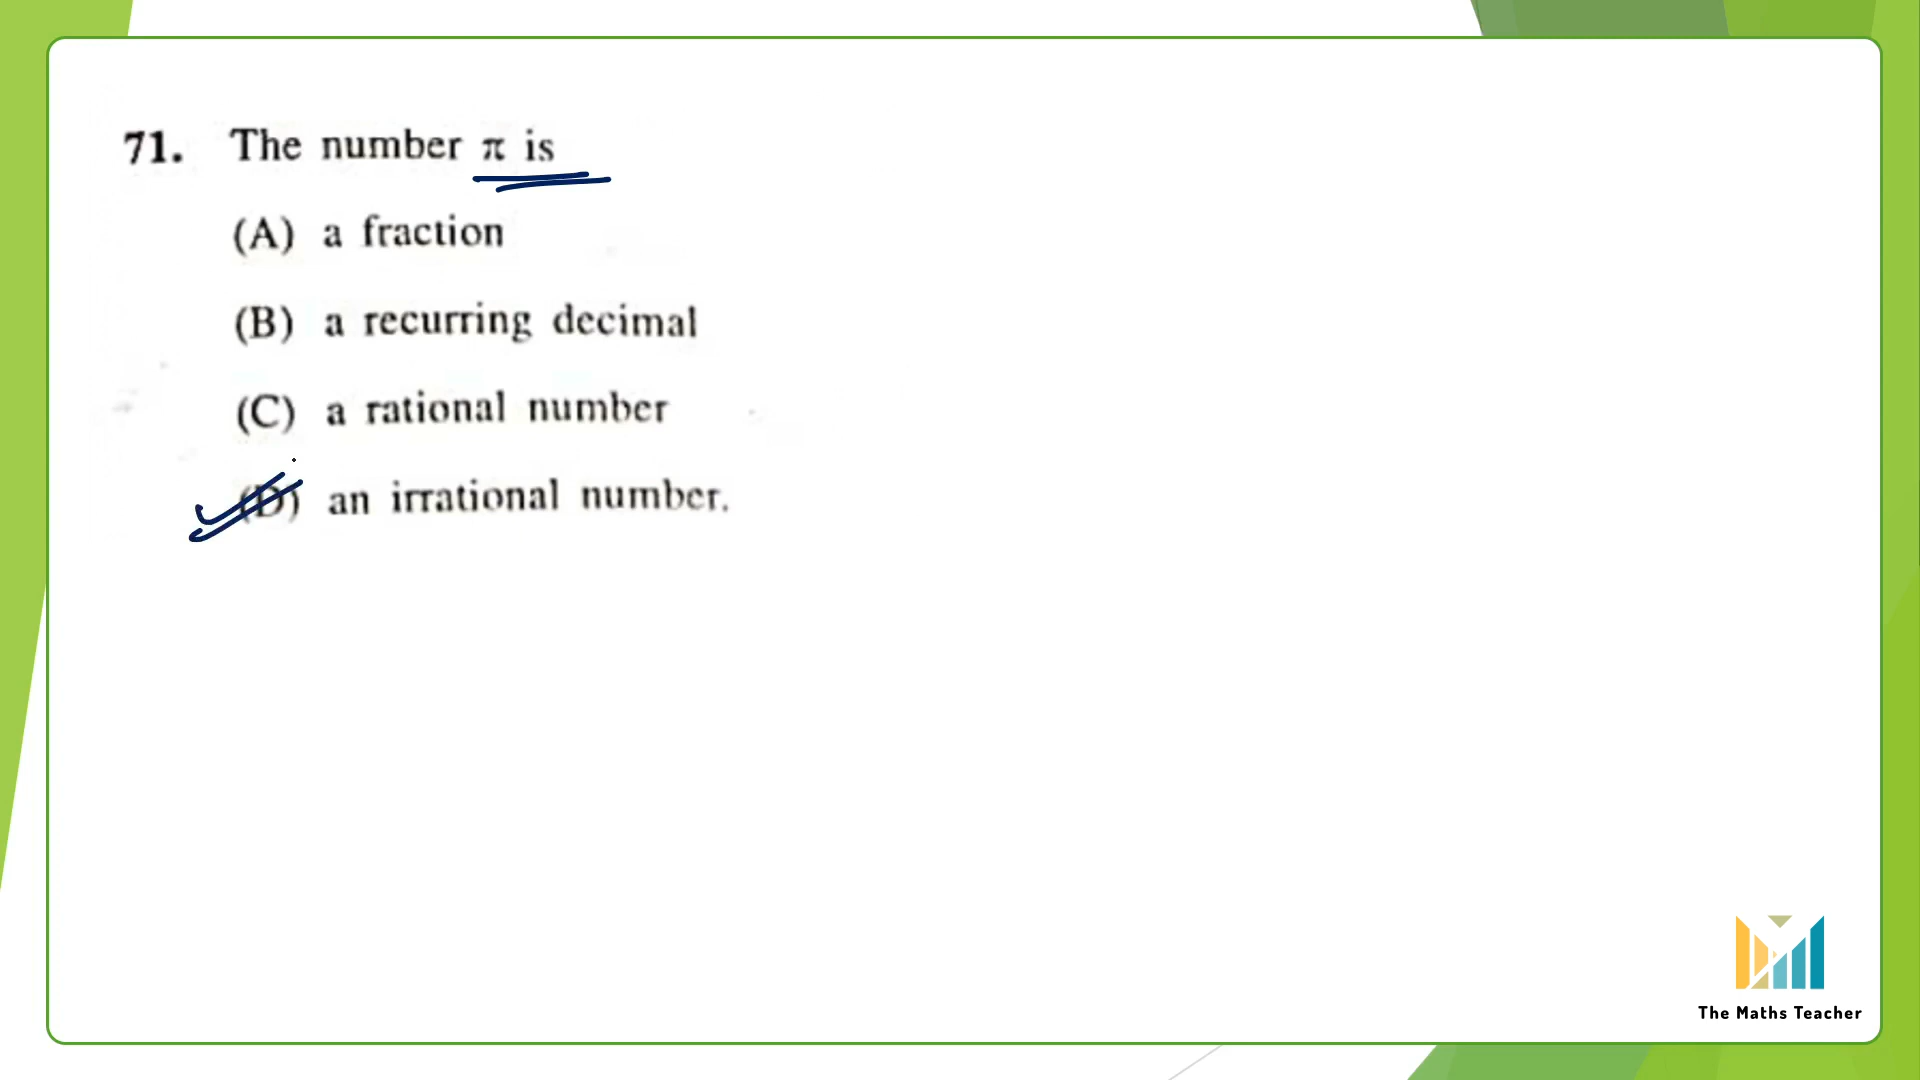 71. The number π is
(A) a fraction
(B) a recurring decimal
(C) a rational number
(D) an irrational number.
The Maths Teacher